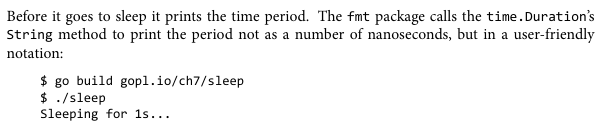 Before it goes to sleep it prints the time period. The fmt package calls the time.Duration’s
String method to print the period not as a number of nanoseconds, but in a user-friendly
notation:
$ go build gopl.io/ch7/sleep
$ ./sleep
Sleeping for 1s...